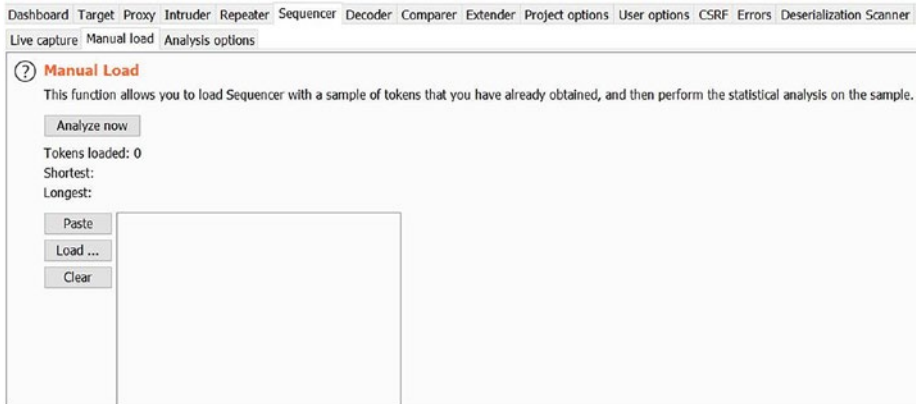 Dashboard Target Proxy Intruder Repeater Sequencer Decoder Comparer Extender Project options User options CSRF Errors Deserialization Scanner
Live capture Manual load Analysis options
? Manual Load
This function allows you to load Sequencer with a sample of tokens that you have already obtained, and then perform the statistical analysis on the sample.
Analyze now
Tokens loaded: 0
Shortest:
Longest:
Paste
Load ...
Clear